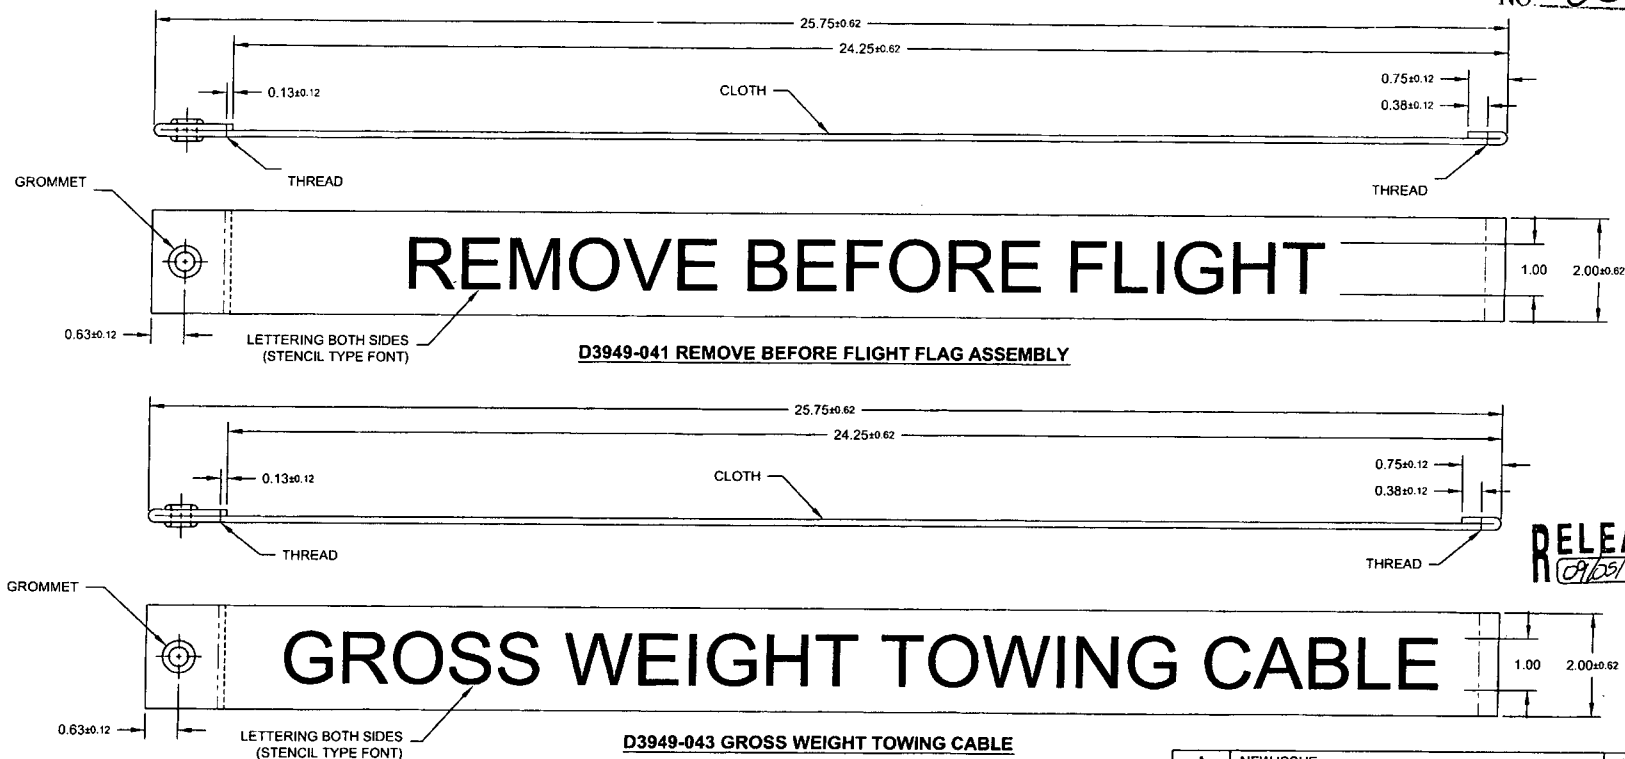 NO.
25.75±0.62
24.25±0.62
0.13±0.12
CLOTH
0.75±0.12
0.38±0.12
THREAD
THREAD
GROMMET
REMOVE BEFORE FLIGHT
1.00
2.00±0.62
0.63±0.12
LETTERING BOTH SIDES
(STENCIL TYPE FONT)
D3949-041 REMOVE BEFORE FLIGHT FLAG ASSEMBLY
25.75±0.62
24.25±0.62
0.13±0.12
CLOTH
0.75±0.12
0.38±0.12
THREAD
THREAD
GROMMET
GROSS WEIGHT TOWING CABLE
1.00
2.00±0.62
0.63±0.12
LETTERING BOTH SIDES
(STENCIL TYPE FONT)
D3949-043 GROSS WEIGHT TOWING CABLE